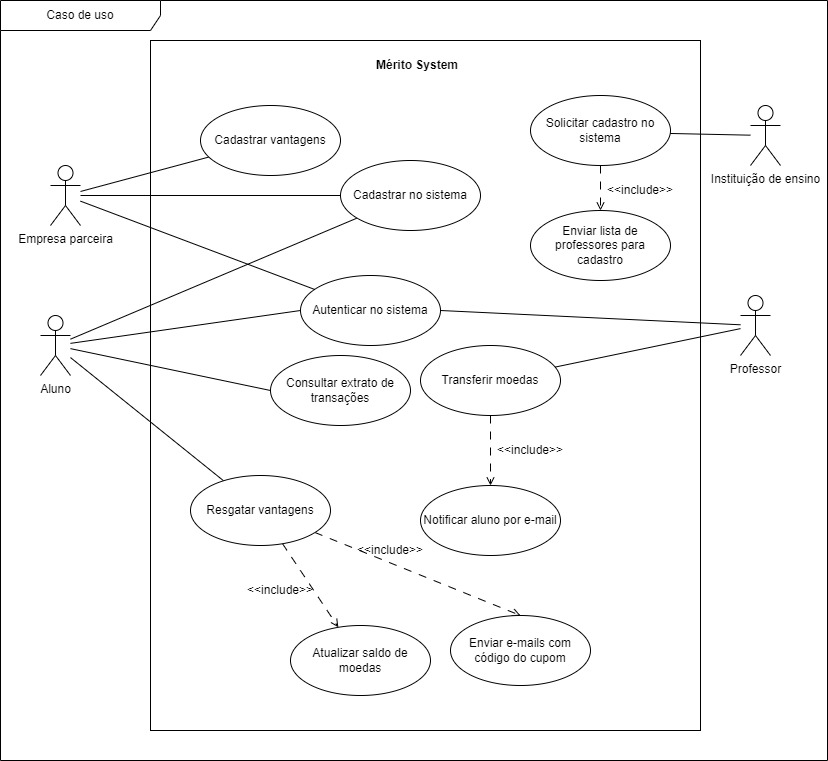 Caso de uso
Mérito System
Cadastrar vantagens
Solicitar cadastro no
sistema
Instituição de ensino
<<include>>
Cadastrar no sistema
Empresa parceira
Enviar lista de
professores para
cadastro
Autenticar no sistema
Aluno
Professor
Consultar extrato de
transações
Transferir moedas
<<include>>
Resgatar vantagens
Notificar aluno por e-mail
<<include>>
<<include>>
Atualizar saldo de
moedas
Enviar e-mails com
código do cupom